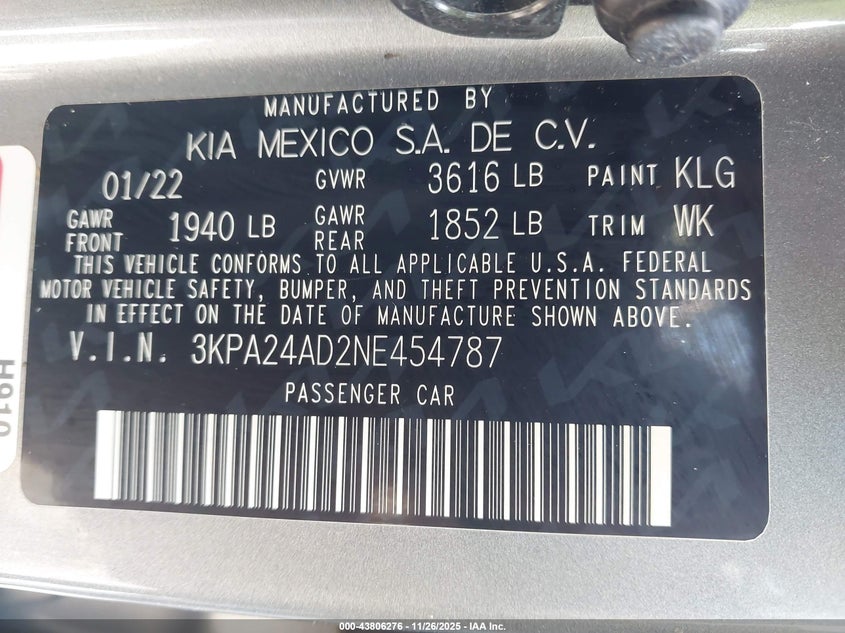 MANUFACTURED BY
KIA MEXICO S.A. DE C.V.
01/22 GVWR 3616 LB PAINT KLG
GAWR FRONT 1940 LB GAWR REAR 1852 LB TRIM WK
THIS VEHICLE CONFORMS TO ALL APPLICABLE U.S.A. FEDERAL
MOTOR VEHICLE SAFETY, BUMPER, AND THEFT PREVENTION STANDARDS
IN EFFECT ON THE DATE OF MANUFACTURE SHOWN ABOVE.
V.I.N. 3KPA24AD2NE454787
PASSENGER CAR
H910
000-43806276 - 11/26/2025 - IAA Inc.